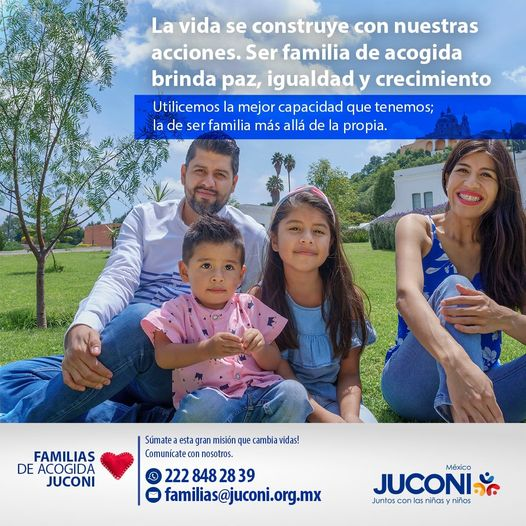 La vida se construye con nuestras
acciones. Ser familia de acogida
brinda paz, igualdad y crecimiento
Utilicemos la mejor capacidad que tenemos;
la de ser familia más allá de la propia.
FAMILIAS
DE ACOGIDA
JUCONI
Súmate a esta gran misión que cambia vidas!
Comunícate con nosotros.
222 848 28 39
familias@juconi.org.mx
México
JUCONI
Juntos con las niñas y niños